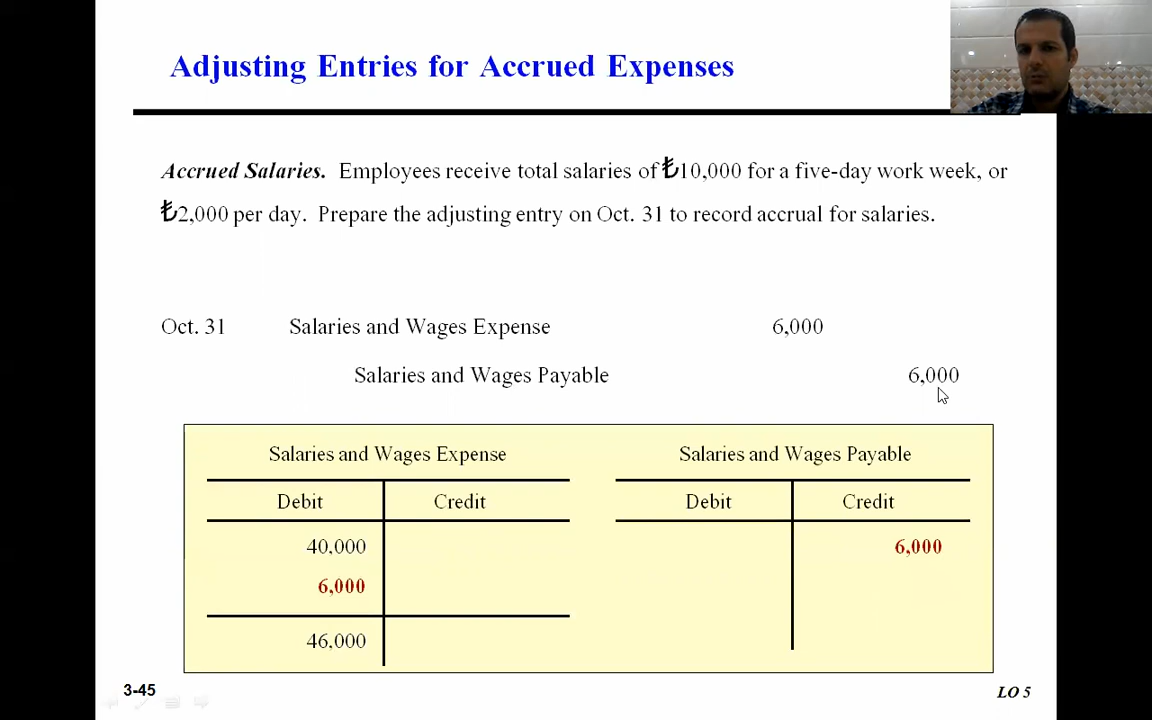 Adjusting Entries for Accrued Expenses
Accrued Salaries. Employees receive total salaries of ₺10,000 for a five-day work week, or
₺2,000 per day. Prepare the adjusting entry on Oct. 31 to record accrual for salaries.
Oct. 31 Salaries and Wages Expense 6,000
Salaries and Wages Payable 6,000
Salaries and Wages Expense Salaries and Wages Payable
Debit Credit Debit Credit
40,000 6,000
6,000
46,000
3-45 LO 5